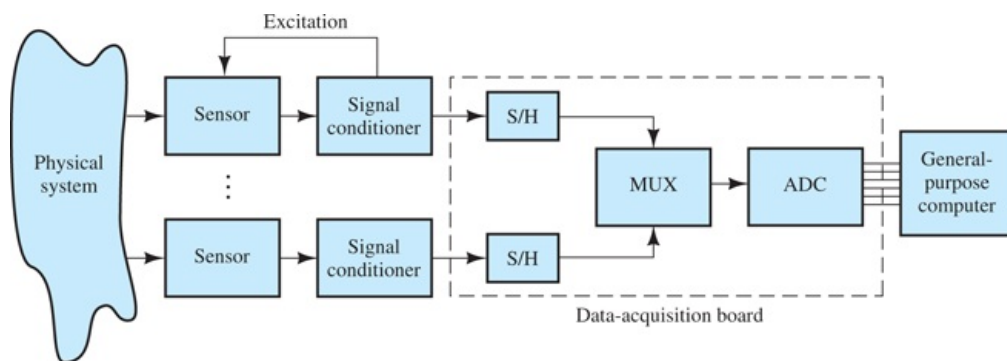 Excitation
Sensor
Signal
conditioner
S/H
Physical
system
MUX
ADC
General-
purpose
computer
Sensor
Signal
conditioner
S/H
Data-acquisition board